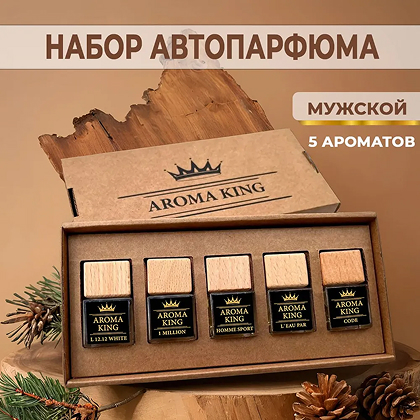 НАБОР АВТОПАРФЮМА
МУЖСКОЙ
5 АРОМАТОВ
AROMA KING
AROMA
KING
L 12.12 WHITE
AROMA
KING
1 MILLION
AROMA
KING
HOMME SPORT
AROMA
KING
L'EAU PAR
AROMA
KING
CODE